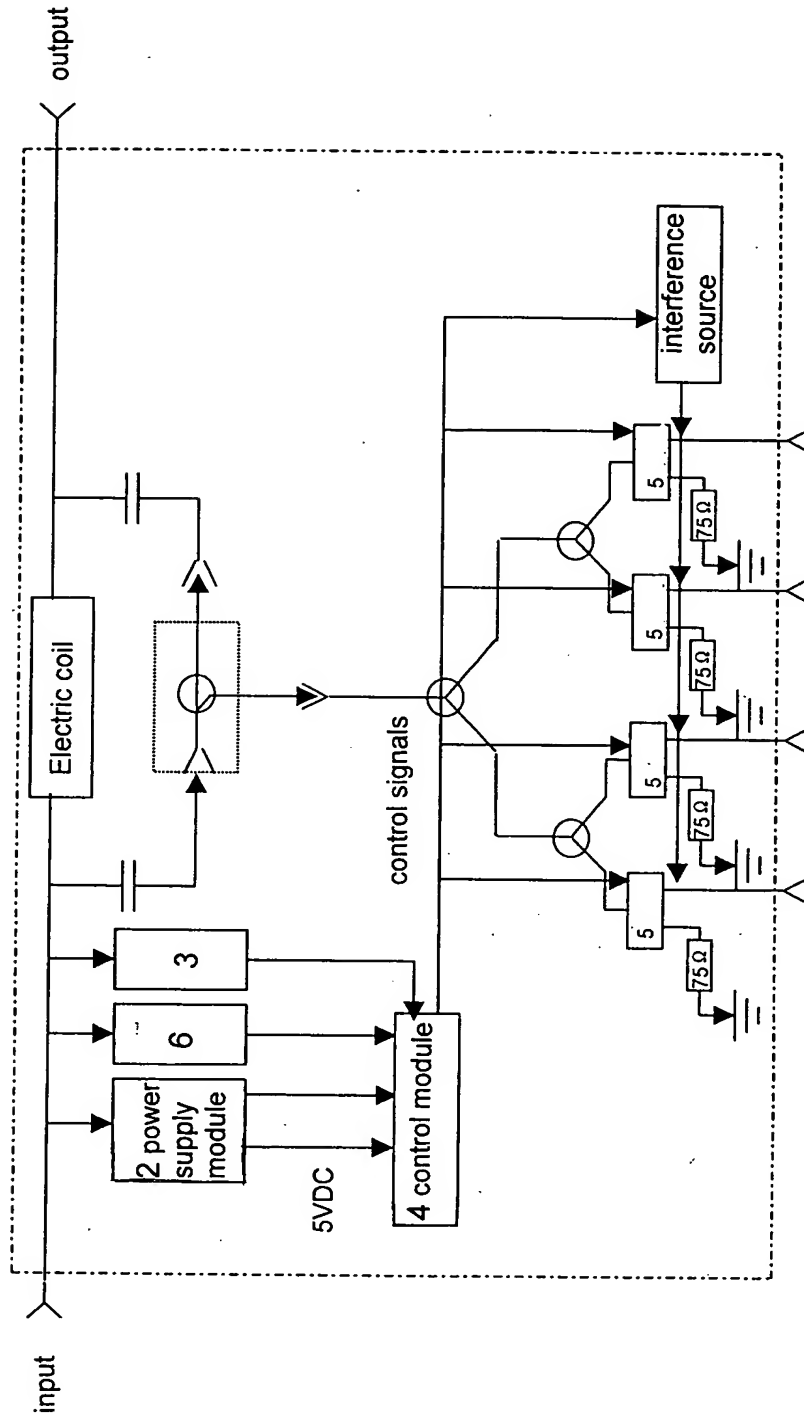 input
output
Electric coil
2 power
supply
module
6
3
5VDC
4 control module
control signals
interference
source
5
5
5
5
75Ω
75Ω
75Ω
75Ω